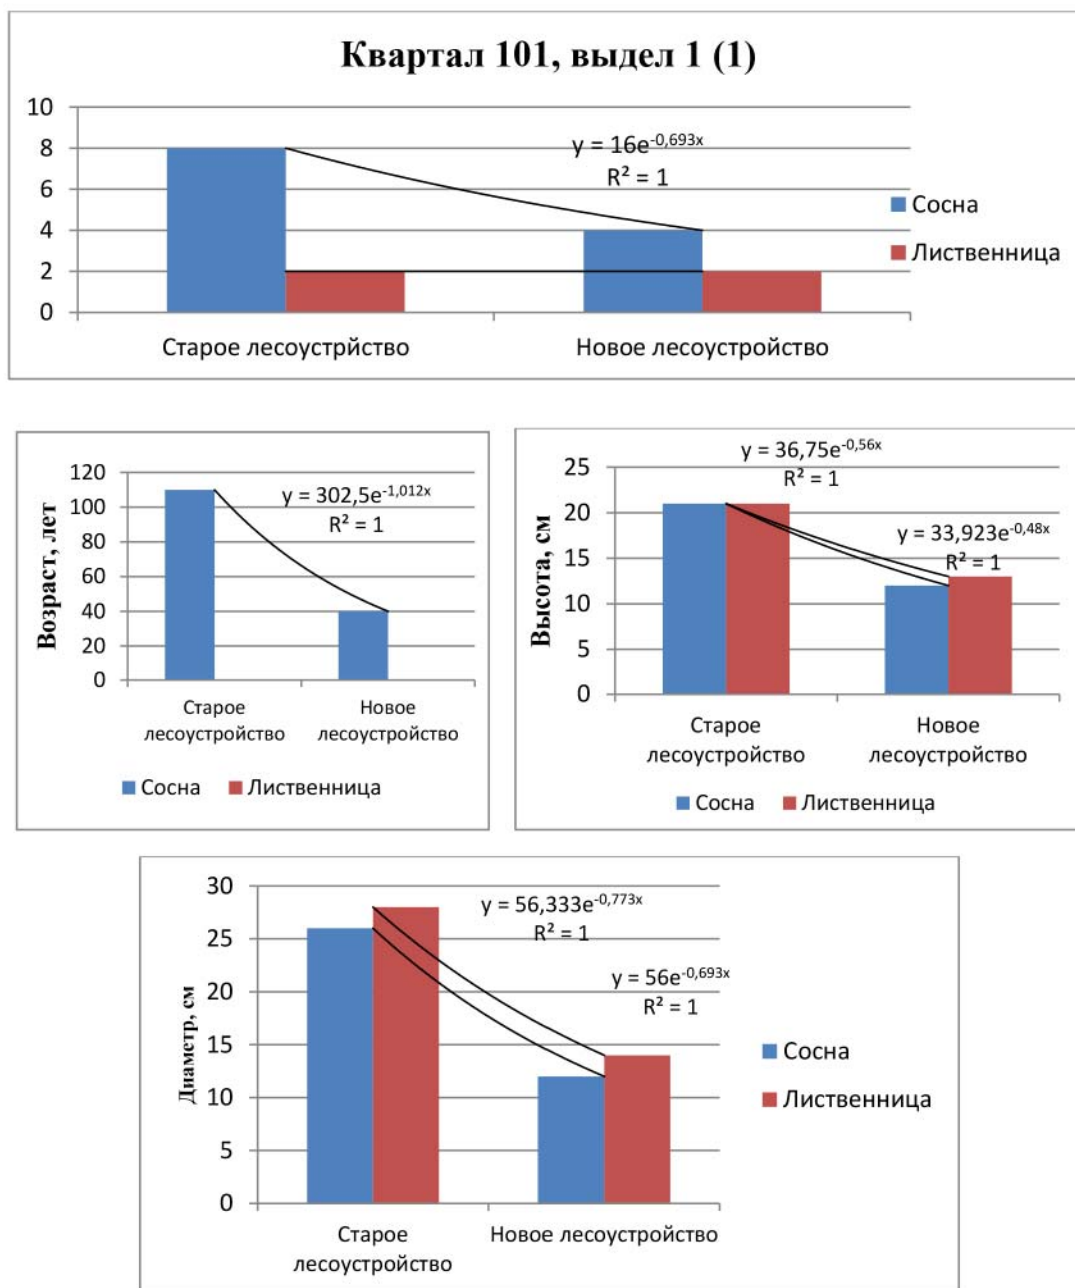 Квартал 101, выдел 1 (1)
10
8
6
4
2
0
y = 16e^-0,693x
R² = 1
Сосна
Лиственница
Старое лесоустрйство
Новое лесоустройство
Возраст, лет
120
100
80
60
40
20
0
y = 302,5e^-1,012x
R² = 1
Старое
лесоустройство
Новое
лесоустройство
Сосна
Лиственница
Высота, см
25
20
15
10
5
0
y = 36,75e^-0,56x
R² = 1
y = 33,923e^-0,48x
R² = 1
Старое
лесоустройство
Новое
лесоустройство
Сосна
Лиственница
Диаметр, см
30
25
20
15
10
5
0
y = 56,333e^-0,773x
R² = 1
y = 56e^-0,693x
R² = 1
Сосна
Лиственница
Старое
лесоустройство
Новое лесоустройство